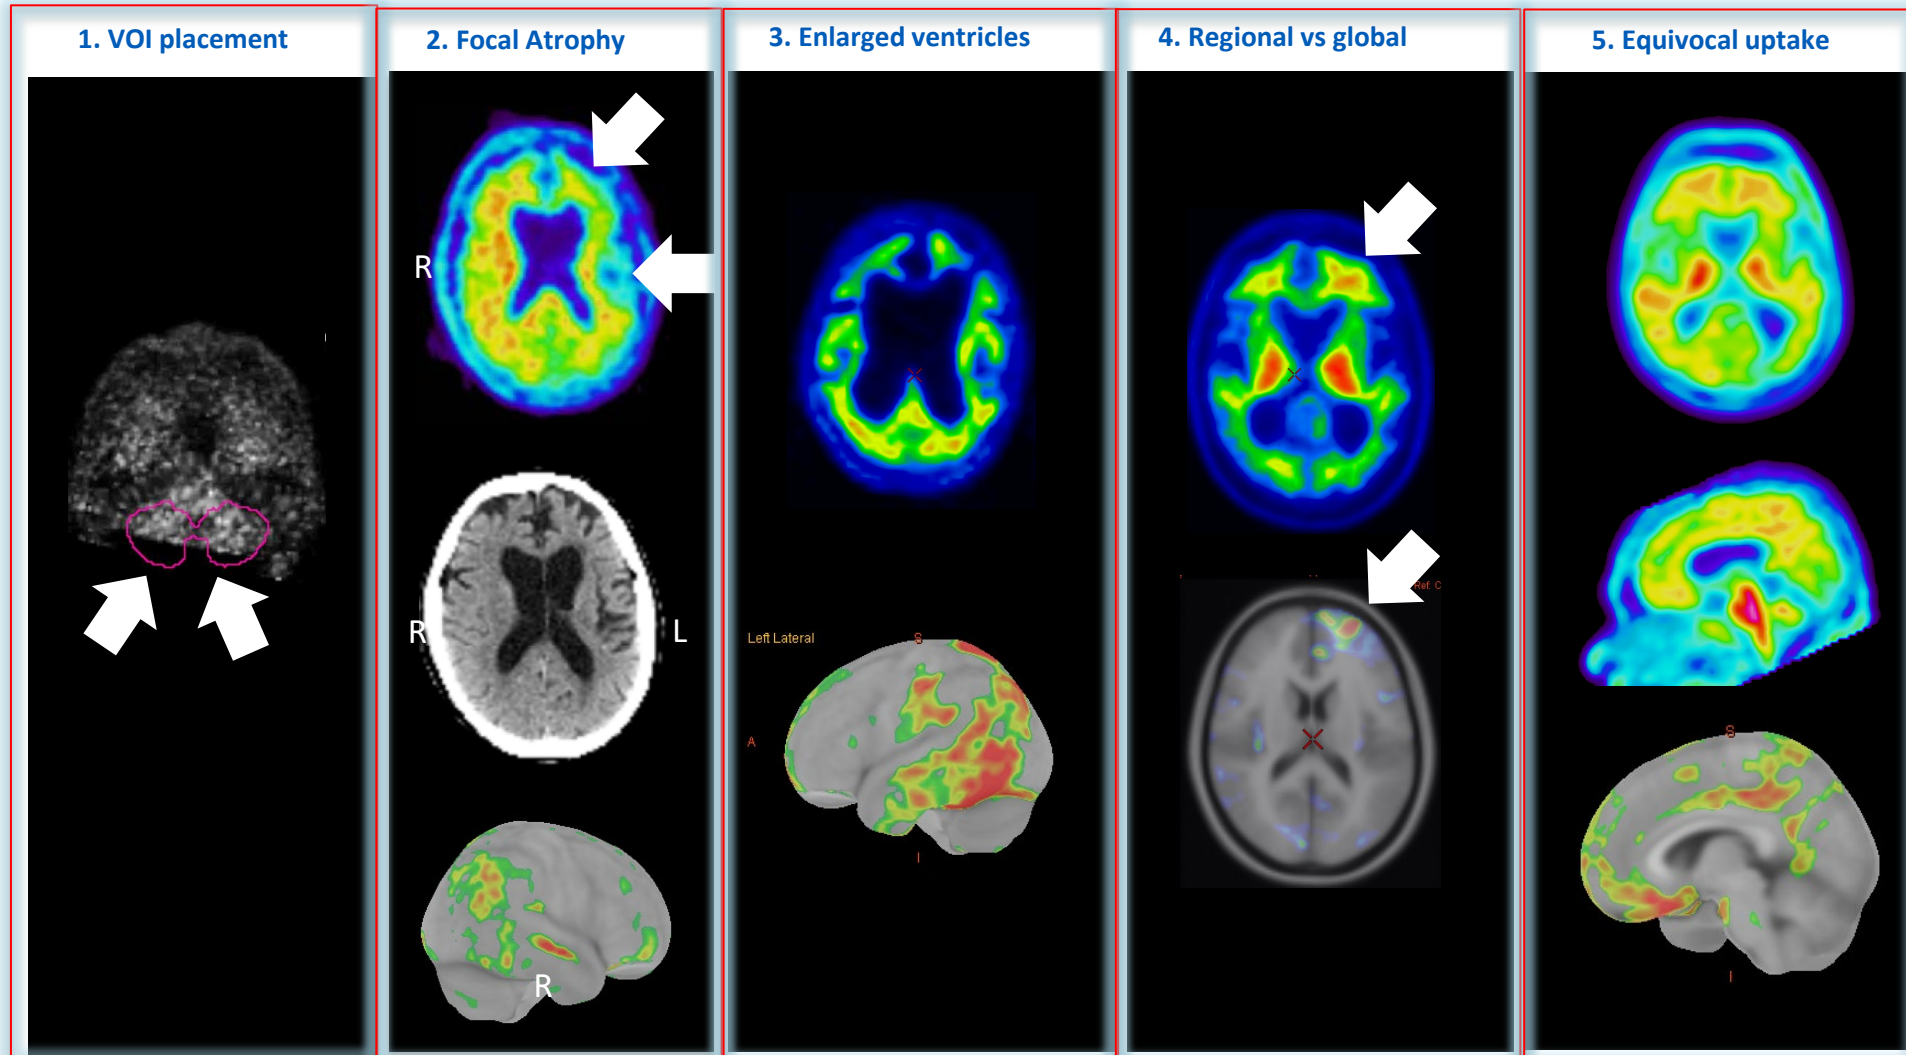 1. VOI placement
2. Focal Atrophy
3. Enlarged ventricles
4. Regional vs global
5. Equivocal uptake
R
R
L
R
Left Lateral
S
A
I
Ref: C
S
I